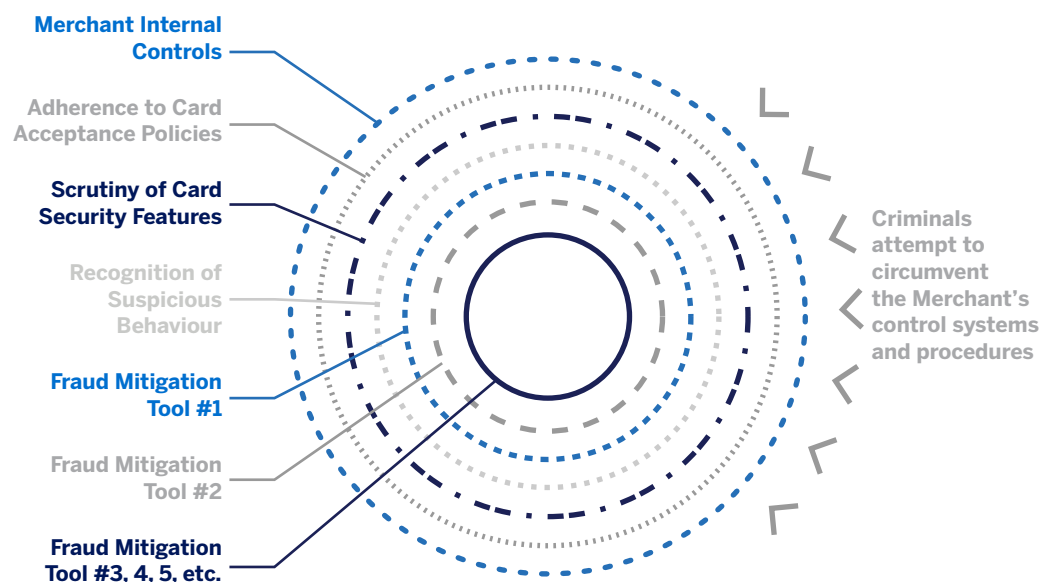 Merchant Internal
Controls
Adherence to Card
Acceptance Policies
Scrutiny of Card
Security Features
Recognition of
Suspicious
Behaviour
Fraud Mitigation
Tool #1
Fraud Mitigation
Tool #2
Fraud Mitigation
Tool #3, 4, 5, etc.
Criminals
attempt to
circumvent
the Merchant's
control systems
and procedures